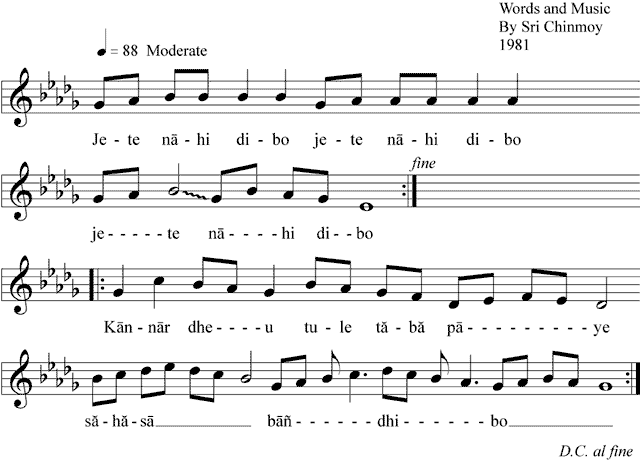 Words and Music
By Sri Chinmoy
1981
= 88 Moderate
Je - te nā - hi di - bo je - te nā - hi di - bo
fine
je - - - - - te nā - - - - hi di - - bo
Kān - nār dhe - - - - u tu - le tă - bă pā - - - - - - - - - ye
să - hă - sā bāñ - - - - - - dhi - - - - - bo
D.C. al fine